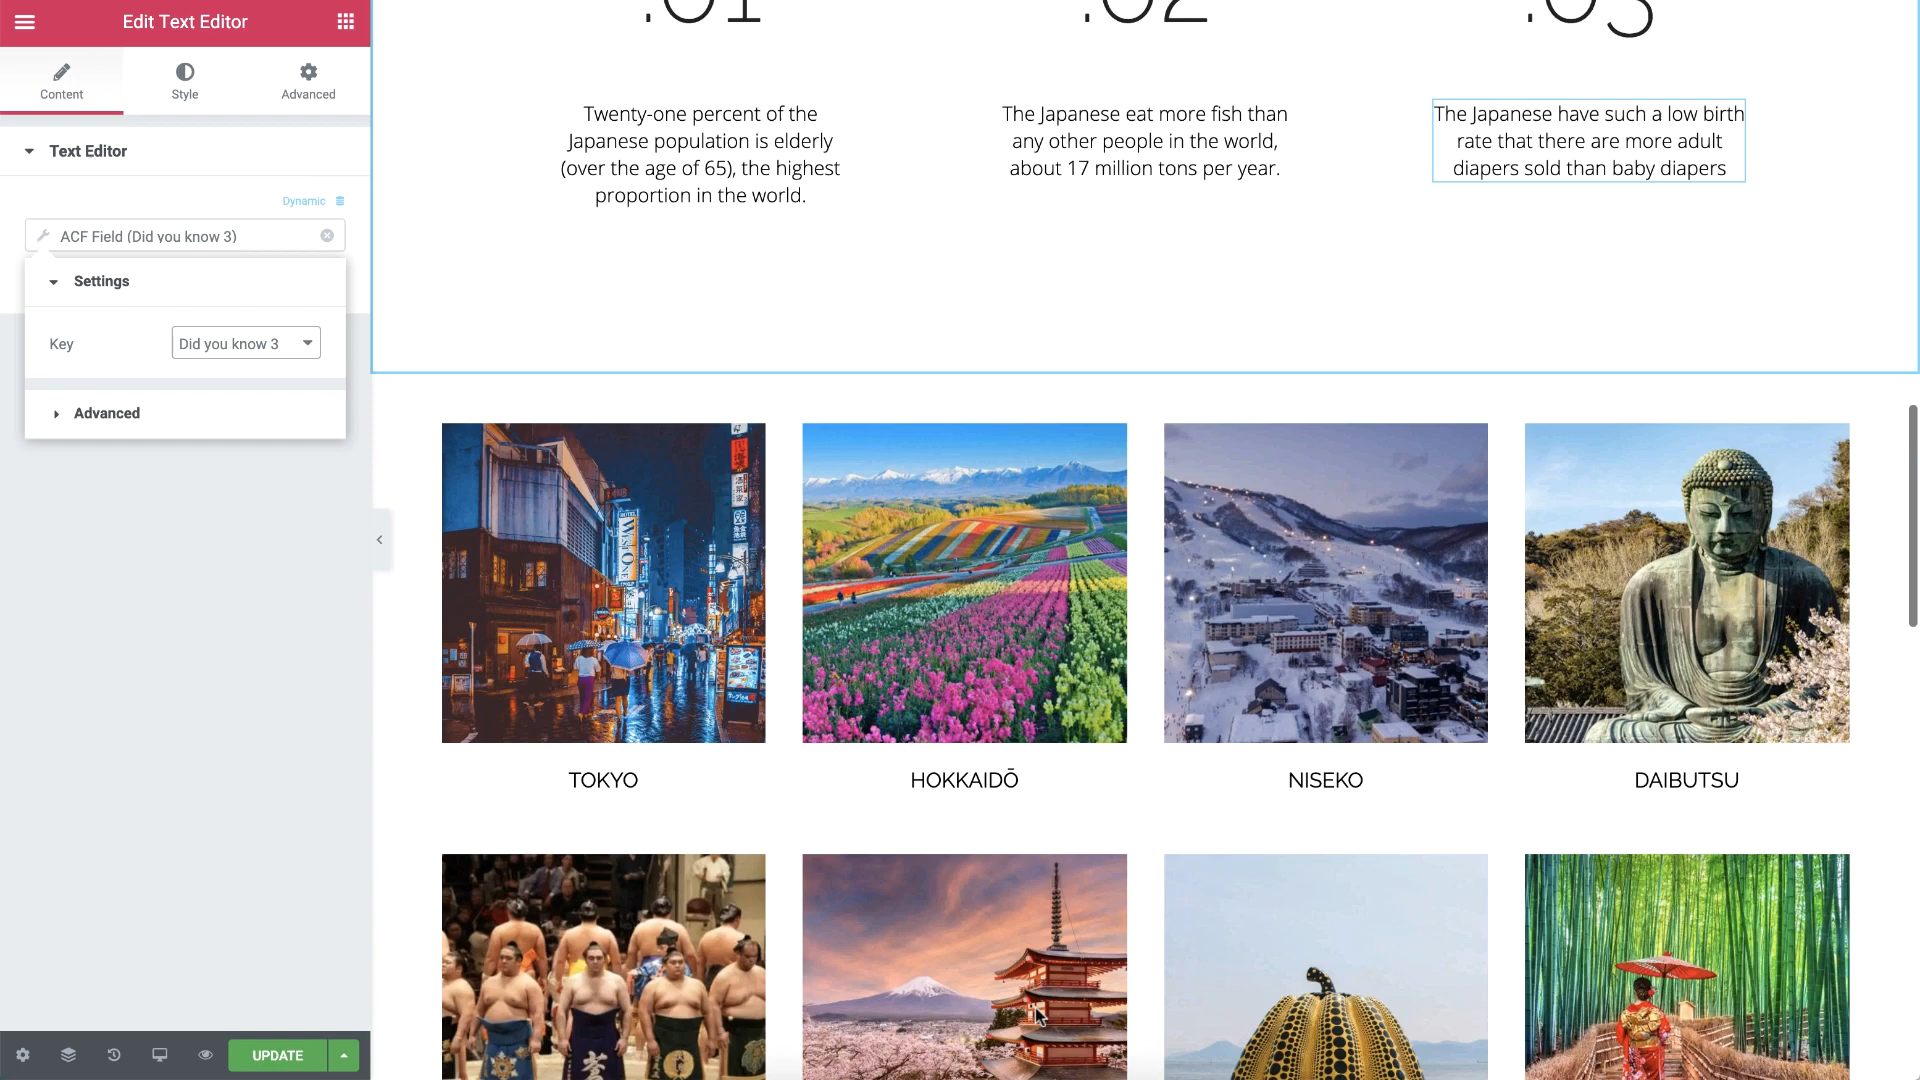 Edit Text Editor
Content
Style
Advanced
Text Editor
Dynamic
ACF Field (Did you know 3)
Settings
Key
Did you know 3
Advanced
UPDATE
.01
.02
.03
Twenty-one percent of the
Japanese population is elderly
(over the age of 65), the highest
proportion in the world.
The Japanese eat more fish than
any other people in the world,
about 17 million tons per year.
The Japanese have such a low birth
rate that there are more adult
diapers sold than baby diapers
TOKYO
HOKKAIDŌ
NISEKO
DAIBUTSU